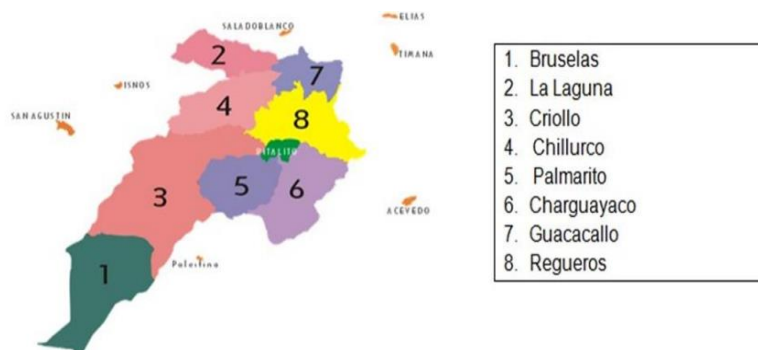 ELIAS
SALADOBLANCO
TIMANA
2
7
ISNOS
4
SAN AGUSTIN
8
PITALITO
3
5
6
ACEVEDO
Palestina
1
1. Bruselas
2. La Laguna
3. Criollo
4. Chillurco
5. Palmarito
6. Charguayaco
7. Guacacallo
8. Regueros